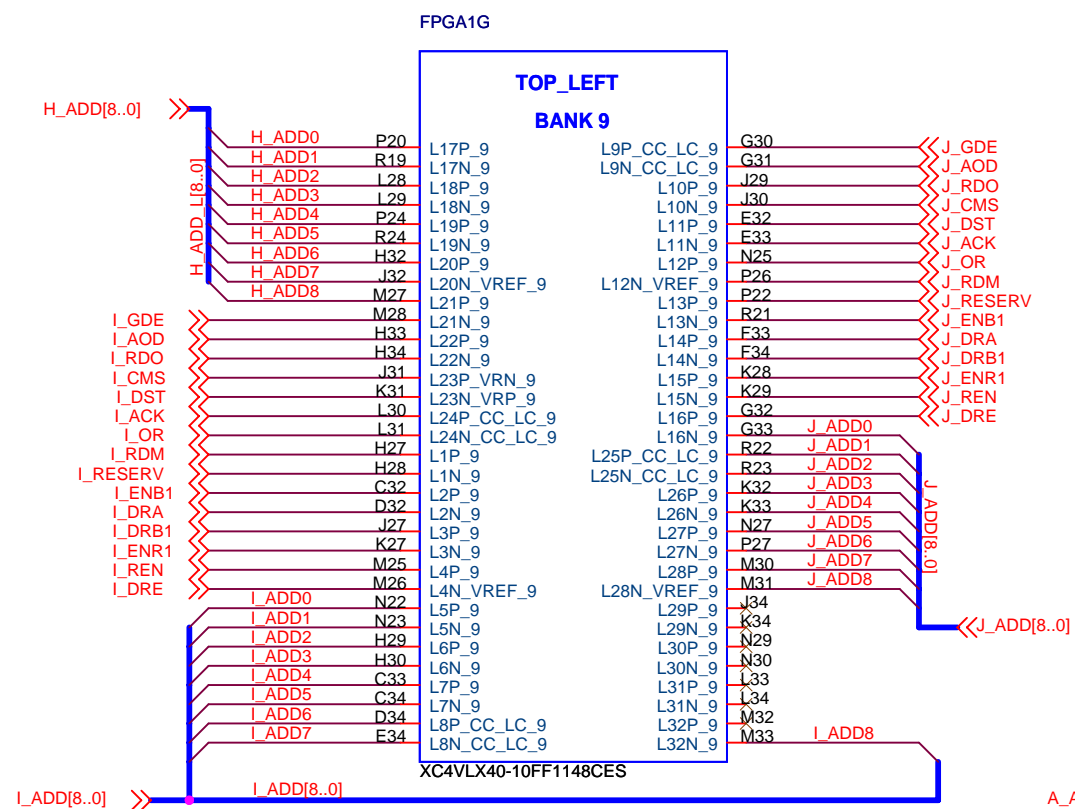 FPGA1G
TOP_LEFT
BANK 9
H_ADD[8..0]
H_ADD_L[8..0]
H_ADD0 P20 L17P_9 L9P_CC_LC_9 G30 J_GDE
H_ADD1 R19 L17N_9 L9N_CC_LC_9 G31 J_AOD
H_ADD2 L28 L18P_9 L10P_9 J29 J_RDO
H_ADD3 L29 L18N_9 L10N_9 J30 J_CMS
H_ADD4 P24 L19P_9 L11P_9 E32 J_DST
H_ADD5 R24 L19N_9 L11N_9 E33 J_ACK
H_ADD6 H32 L20P_9 L12P_9 N25 J_OR
H_ADD7 J32 L20N_VREF_9 L12N_VREF_9 P26 J_RDM
H_ADD8 M27 L21P_9 L13P_9 P22 J_RESERV
I_GDE M28 L21N_9 L13N_9 R21 J_ENB1
I_AOD H33 L22P_9 L14P_9 F33 J_DRA
I_RDO H34 L22N_9 L14N_9 F34 J_DRB1
I_CMS J31 L23P_VRN_9 L15P_9 K28 J_ENR1
I_DST K31 L23N_VRP_9 L15N_9 K29 J_REN
I_ACK L30 L24P_CC_LC_9 L16P_9 G32 J_DRE
I_OR L31 L24N_CC_LC_9 L16N_9 G33 J_ADD0
I_RDM H27 L1P_9 L25P_CC_LC_9 R22 J_ADD1
I_RESERV H28 L1N_9 L25N_CC_LC_9 R23 J_ADD2
I_ENB1 C32 L2P_9 L26P_9 K32 J_ADD3
I_DRA D32 L2N_9 L26N_9 K33 J_ADD4
I_DRB1 J27 L3P_9 L27P_9 N27 J_ADD5
I_ENR1 K27 L3N_9 L27N_9 P27 J_ADD6
I_REN M25 L4P_9 L28P_9 M30 J_ADD7
I_DRE M26 L4N_VREF_9 L28N_VREF_9 M31 J_ADD8
J_ADD[8..0]
I_ADD0 N22 L5P_9 L29P_9 J34
I_ADD1 N23 L5N_9 L29N_9 K34 J_ADD[8..0]
I_ADD2 H29 L6P_9 L30P_9 N29
I_ADD3 H30 L6N_9 L30N_9 N30
I_ADD4 C33 L7P_9 L31P_9 L33
I_ADD5 C34 L7N_9 L31N_9 L34
I_ADD6 D34 L8P_CC_LC_9 L32P_9 M32
I_ADD7 E34 L8N_CC_LC_9 L32N_9 M33 I_ADD8
XC4VLX40-10FF1148CES
I_ADD[8..0] I_ADD[8..0]